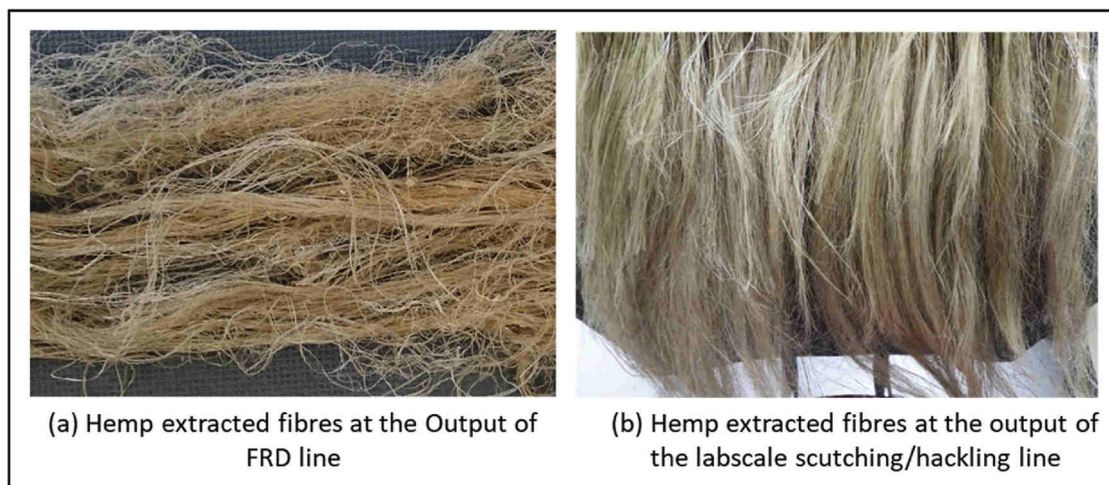 (a) Hemp extracted fibres at the Output of
FRD line
(b) Hemp extracted fibres at the output of
the labscale scutching/hackling line